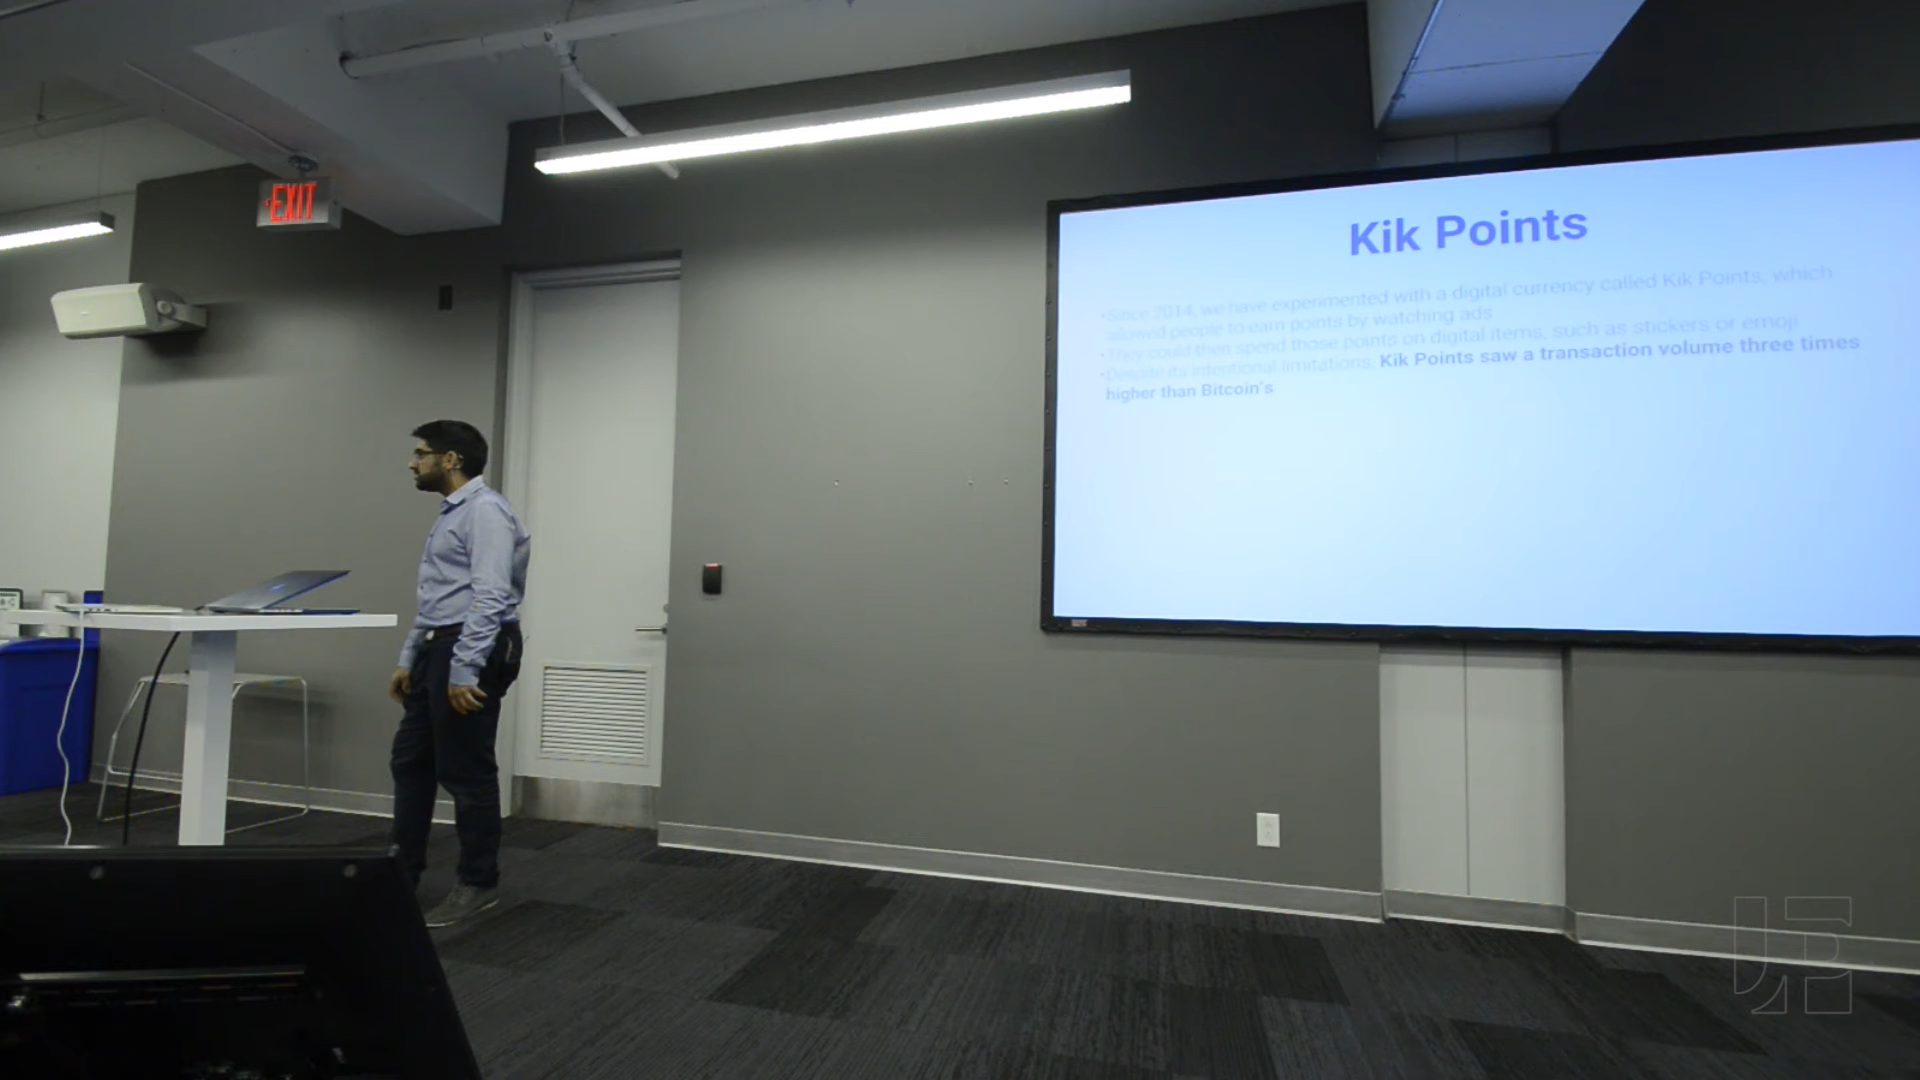 EXIT
Kik Points
•Since 2014, we have experimented with a digital currency called Kik Points, which
allowed people to earn points by watching ads
•They could then spend those points on digital items, such as stickers or emoji
•Despite its intentional limitations, Kik Points saw a transaction volume three times
higher than Bitcoin's